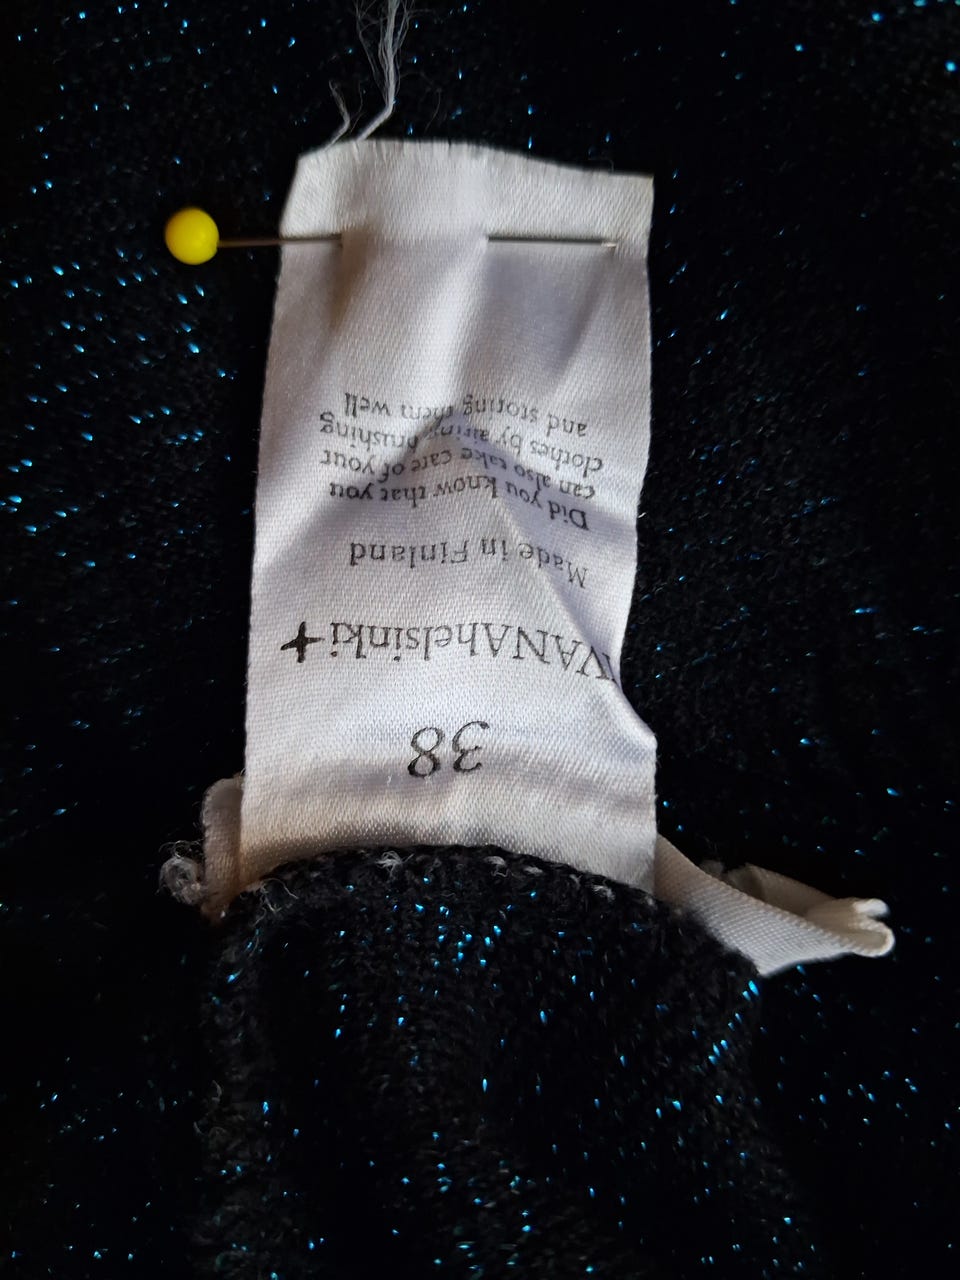 38
IVANAhelsinki+
Made in Finland
Did you know that you
can also take care of your
clothes by airing brushing
and storing them well